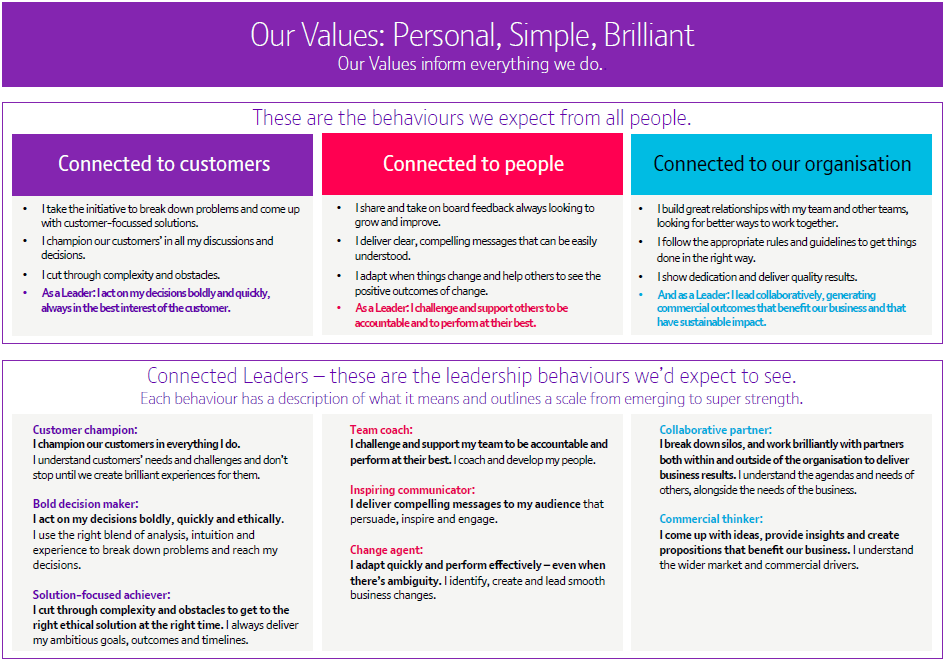 Our Values: Personal, Simple, Brilliant
Our Values inform everything we do.
These are the behaviours we expect from all people.
Connected to customers
• I take the initiative to break down problems and come up
with customer-focussed solutions.
• I champion our customers' in all my discussions and
decisions.
• I cut through complexity and obstacles.
• As a Leader: I act on my decisions boldly and quickly,
always in the best interest of the customer.
Connected to people
• I share and take on board feedback always looking to
grow and improve.
• I deliver clear, compelling messages that can be easily
understood.
• I adapt when things change and help others to see the
positive outcomes of change.
• As a Leader: I challenge and support others to be
accountable and to perform at their best.
Connected to our organisation
• I build great relationships with my team and other teams,
looking for better ways to work together.
• I follow the appropriate rules and guidelines to get things
done in the right way.
• I show dedication and deliver quality results.
• And as a Leader: I lead collaboratively, generating
commercial outcomes that benefit our business and that
have sustainable impact.
Connected Leaders – these are the leadership behaviours we'd expect to see.
Each behaviour has a description of what it means and outlines a scale from emerging to super strength.
Customer champion:
I champion our customers in everything I do.
I understand customers' needs and challenges and don't
stop until we create brilliant experiences for them.
Bold decision maker:
I act on my decisions boldly, quickly and ethically.
I use the right blend of analysis, intuition and
experience to break down problems and reach my
decisions.
Solution-focused achiever:
I cut through complexity and obstacles to get to the
right ethical solution at the right time. I always deliver
my ambitious goals, outcomes and timelines.
Team coach:
I challenge and support my team to be accountable and
perform at their best. I coach and develop my people.
Inspiring communicator:
I deliver compelling messages to my audience that
persuade, inspire and engage.
Change agent:
I adapt quickly and perform effectively – even when
there's ambiguity. I identify, create and lead smooth
business changes.
Collaborative partner:
I break down silos, and work brilliantly with partners
both within and outside of the organisation to deliver
business results. I understand the agendas and needs of
others, alongside the needs of the business.
Commercial thinker:
I come up with ideas, provide insights and create
propositions that benefit our business. I understand
the wider market and commercial drivers.